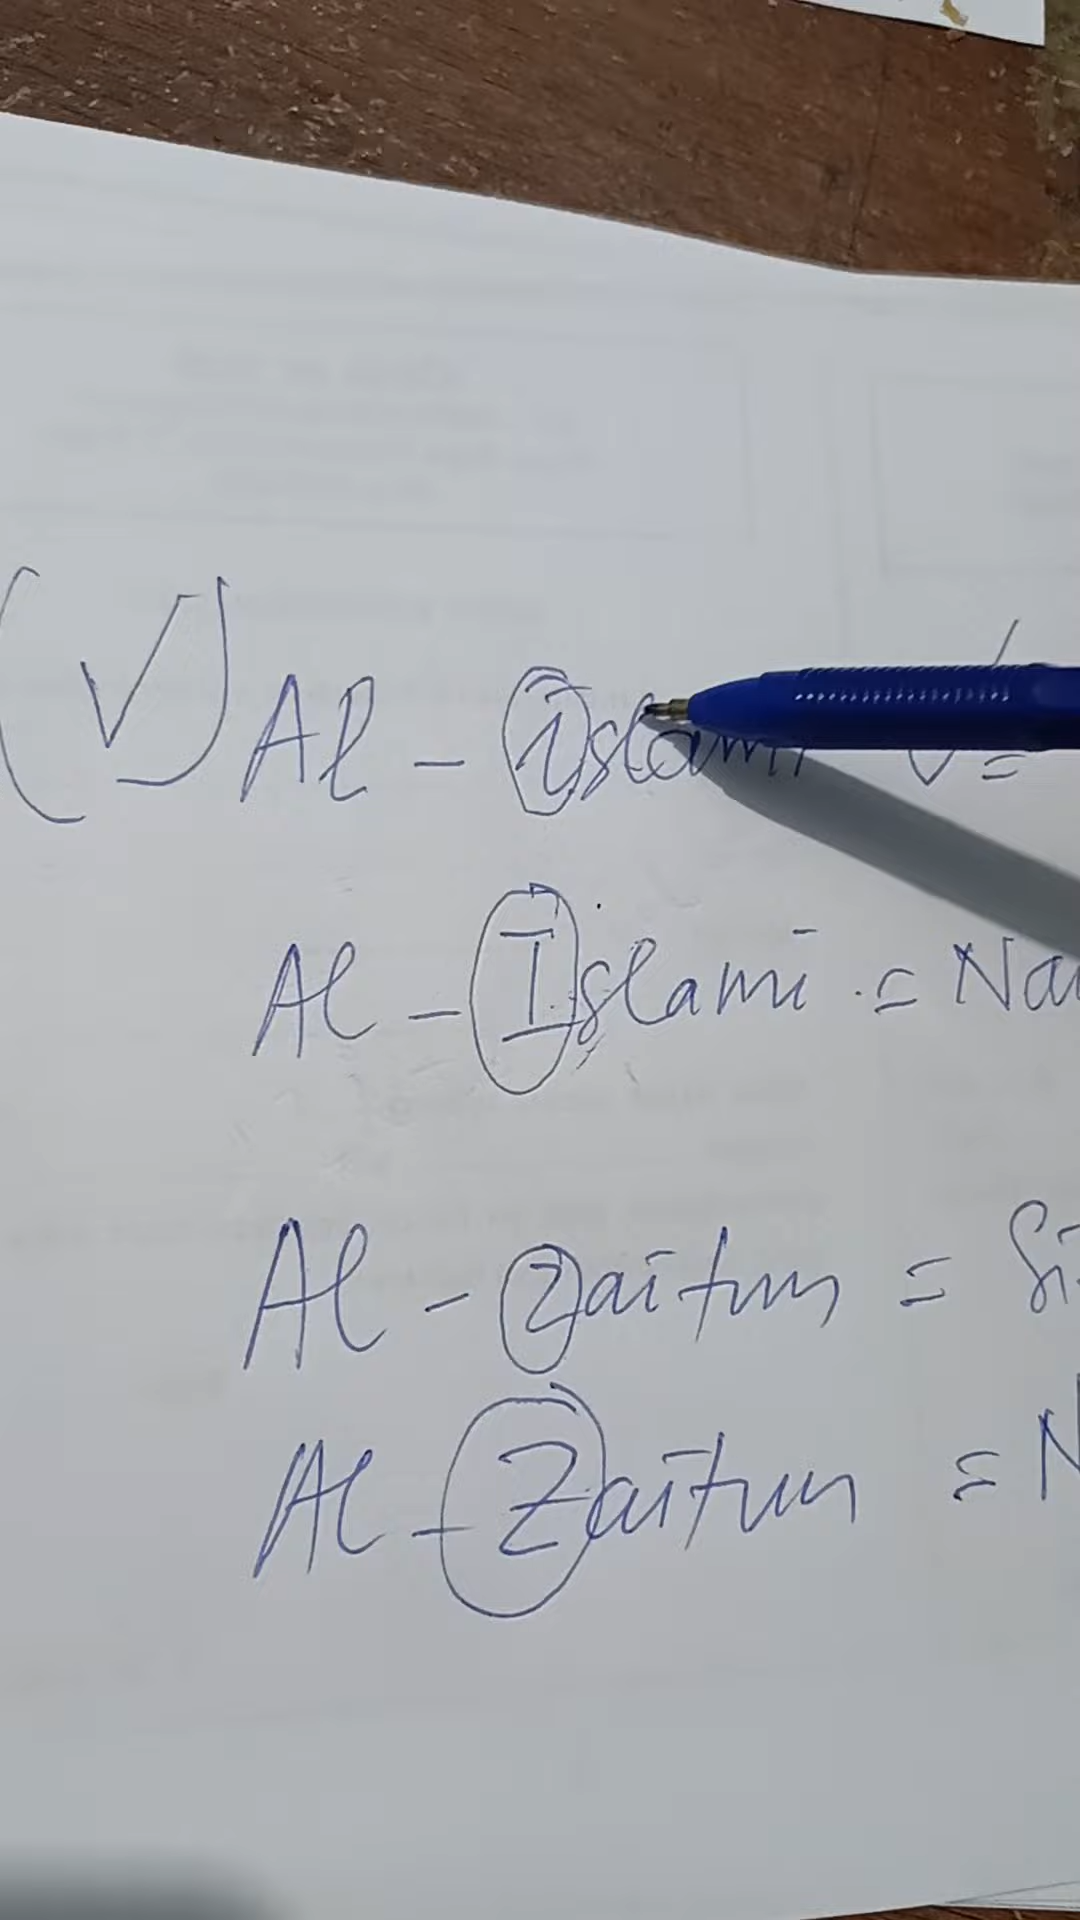 (√) Al - islami √ =
Al - Islami = Na
Al - zaitun = Si
Al - Zaitun = N